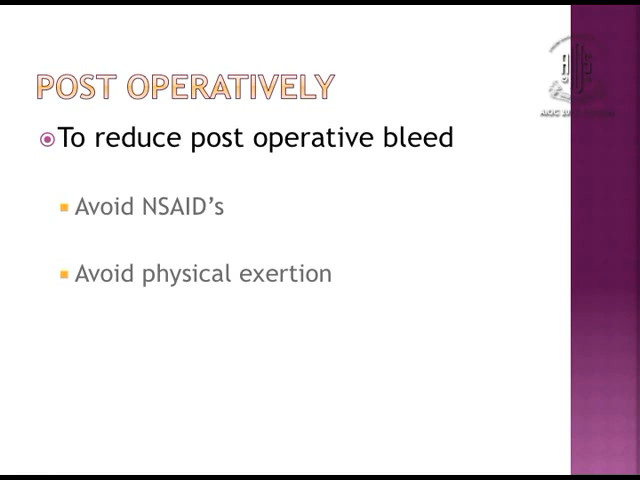 POST OPERATIVELY
To reduce post operative bleed
Avoid NSAID's
Avoid physical exertion